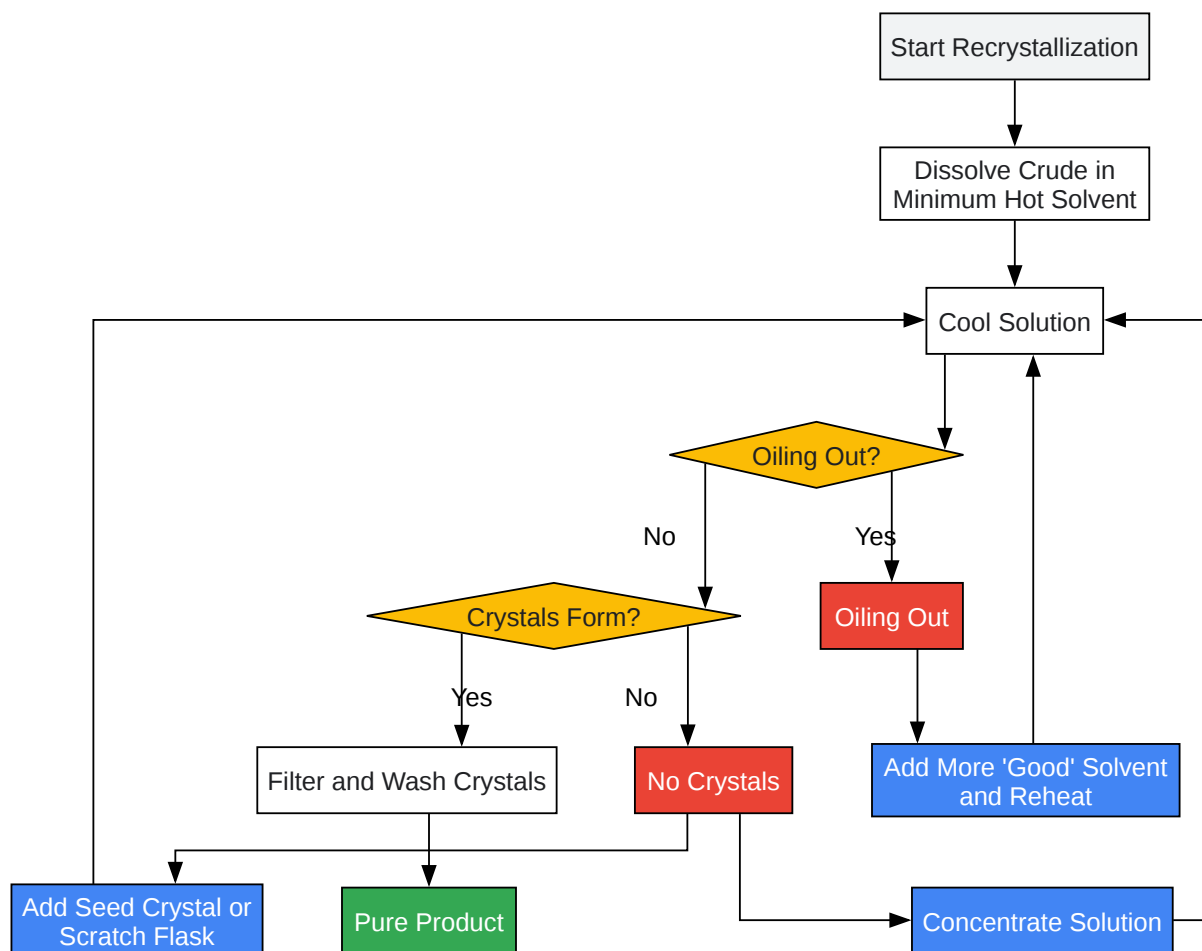 Start Recrystallization
Dissolve Crude in
Minimum Hot Solvent
Cool Solution
Oiling Out?
No
Yes
Crystals Form?
Oiling Out
Yes
No
Filter and Wash Crystals
No Crystals
Add More 'Good' Solvent
and Reheat
Add Seed Crystal or
Scratch Flask
Pure Product
Concentrate Solution